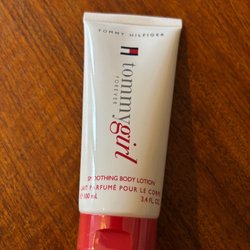 TOMMY HILFIGER
tommygirl
FOREVER
SMOOTHING BODY LOTION
LAIT PARFUMÉ POUR LE CORPS
100 mL 3.4 FL. OZ.